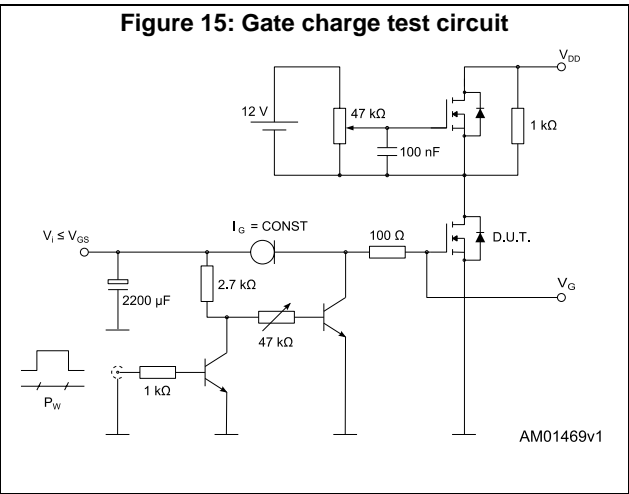 Figure 15: Gate charge test circuit
V_DD
12 V
47 kΩ
1 kΩ
100 nF
I_G = CONST
V_i ≤ V_GS
100 Ω
D.U.T.
2.7 kΩ
2200 μF
V_G
47 kΩ
1 kΩ
P_W
AM01469v1